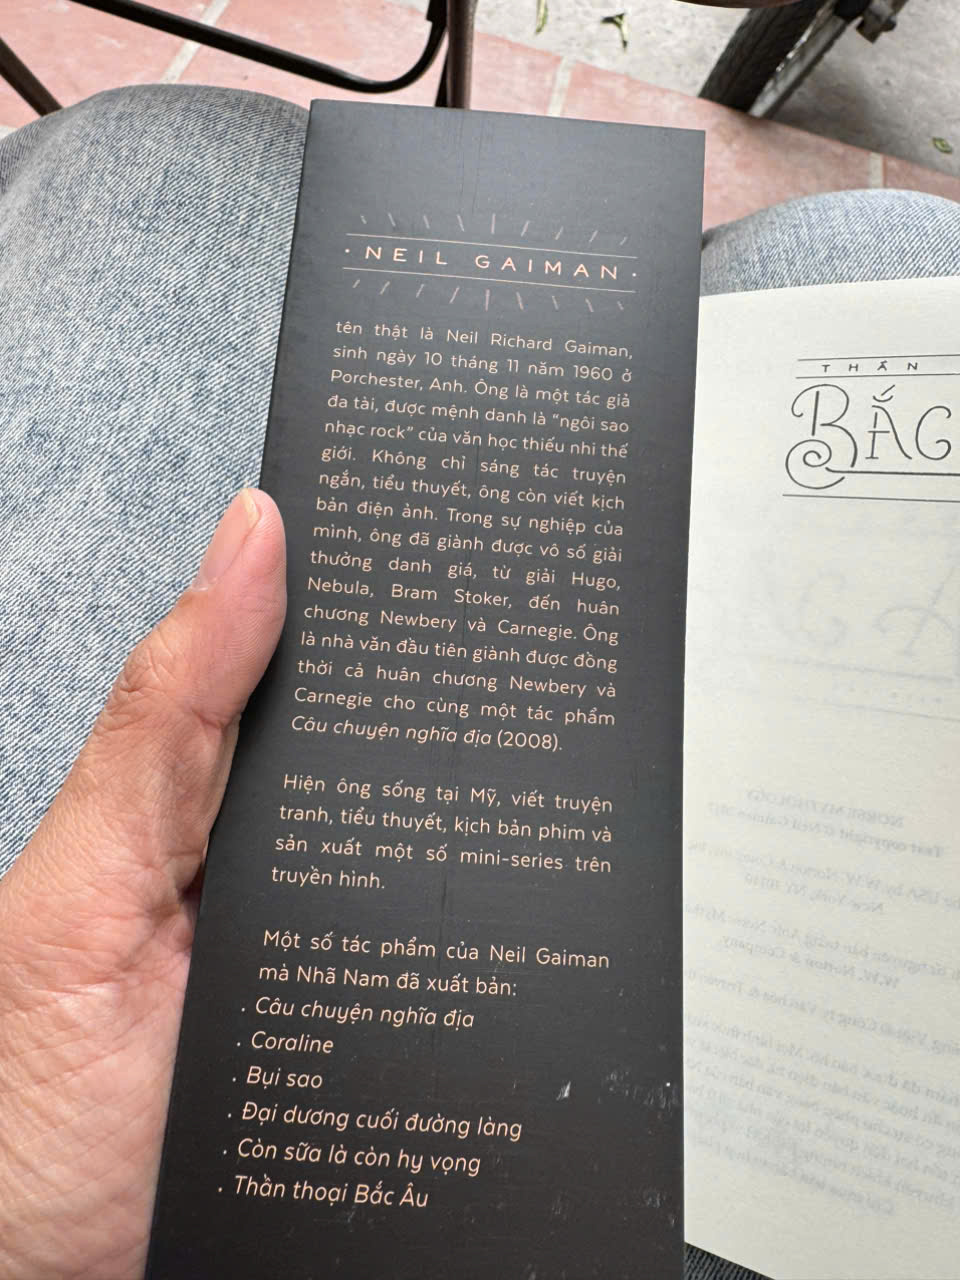 · NEIL GAIMAN ·
tên thật là Neil Richard Gaiman,
sinh ngày 10 tháng 11 năm 1960 ở
Porchester, Anh. Ông là một tác giả
đa tài, được mệnh danh là “ngôi sao
nhạc rock” của văn học thiếu nhi thế
giới. Không chỉ sáng tác truyện
ngắn, tiểu thuyết, ông còn viết kịch
bản điện ảnh. Trong sự nghiệp của
mình, ông đã giành được vô số giải
thưởng danh giá, từ giải Hugo,
Nebula, Bram Stoker, đến huân
chương Newbery và Carnegie. Ông
là nhà văn đầu tiên giành được đồng
thời cả huân chương Newbery và
Carnegie cho cùng một tác phẩm
Câu chuyện nghĩa địa (2008).
Hiện ông sống tại Mỹ, viết truyện
tranh, tiểu thuyết, kịch bản phim và
sản xuất một số mini-series trên
truyền hình.
Một số tác phẩm của Neil Gaiman
mà Nhã Nam đã xuất bản:
. Câu chuyện nghĩa địa
. Coraline
. Bụi sao
. Đại dương cuối đường làng
. Còn sữa là còn hy vọng
. Thần thoại Bắc Âu
THẦN
BẮC
NORSE MYTHOLOGY